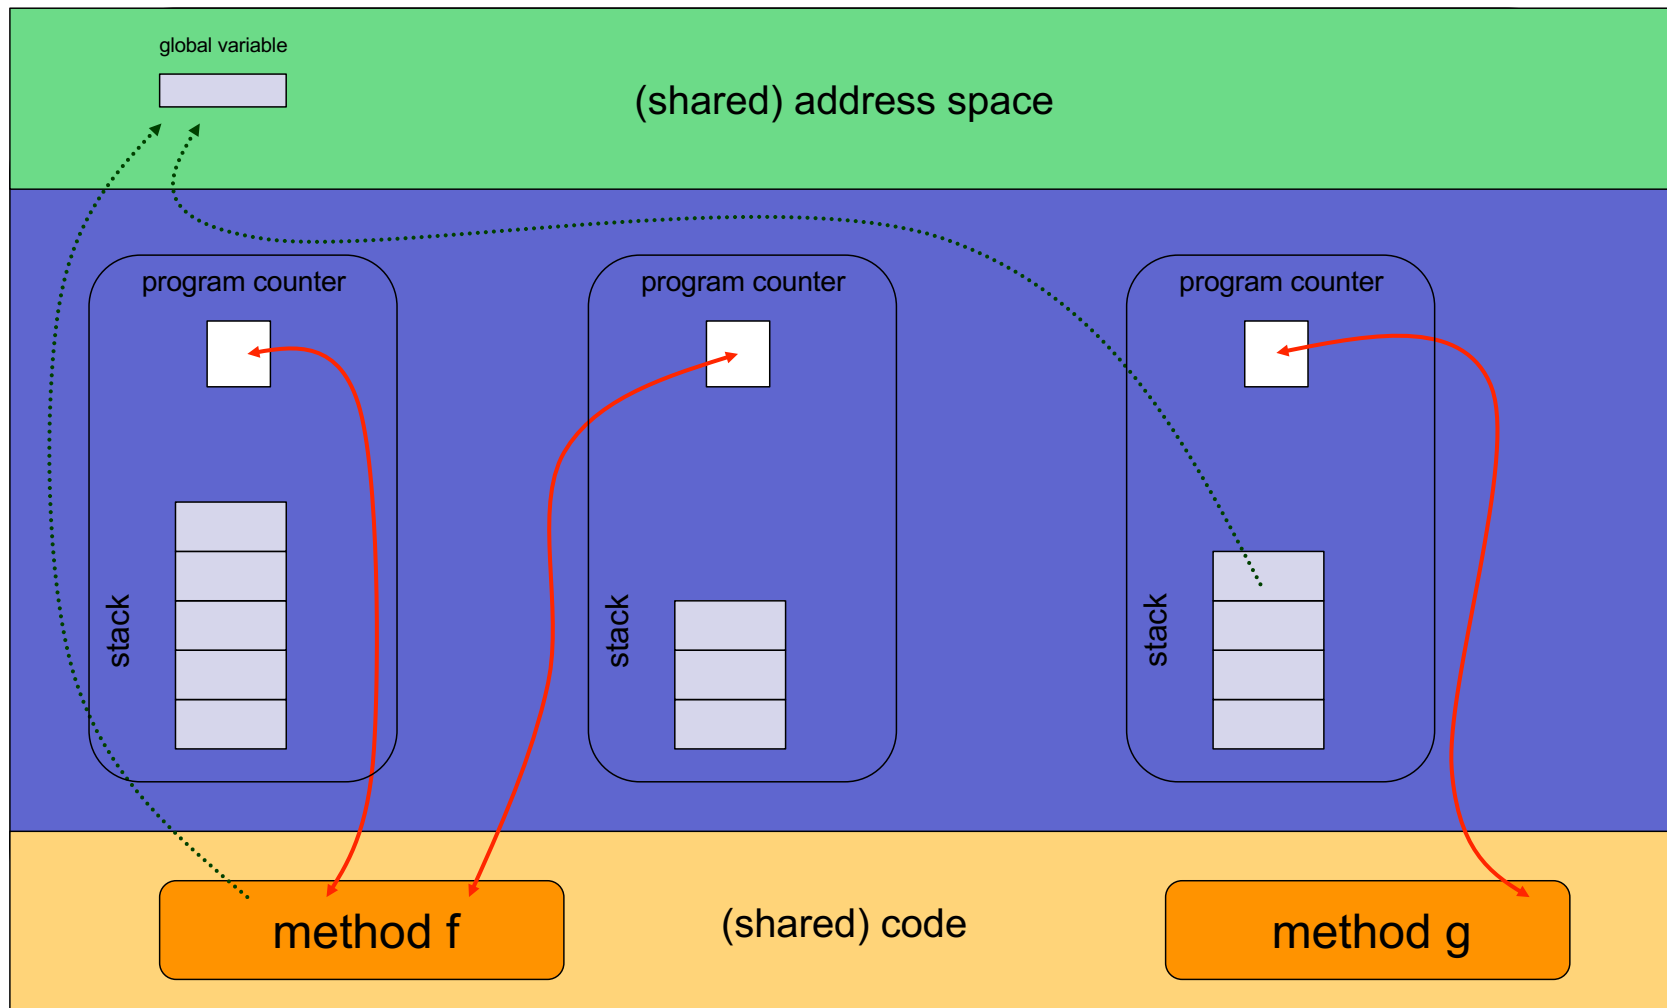 global variable
(shared) address space
program counter
program counter
program counter
stack
stack
stack
method f
(shared) code
method g